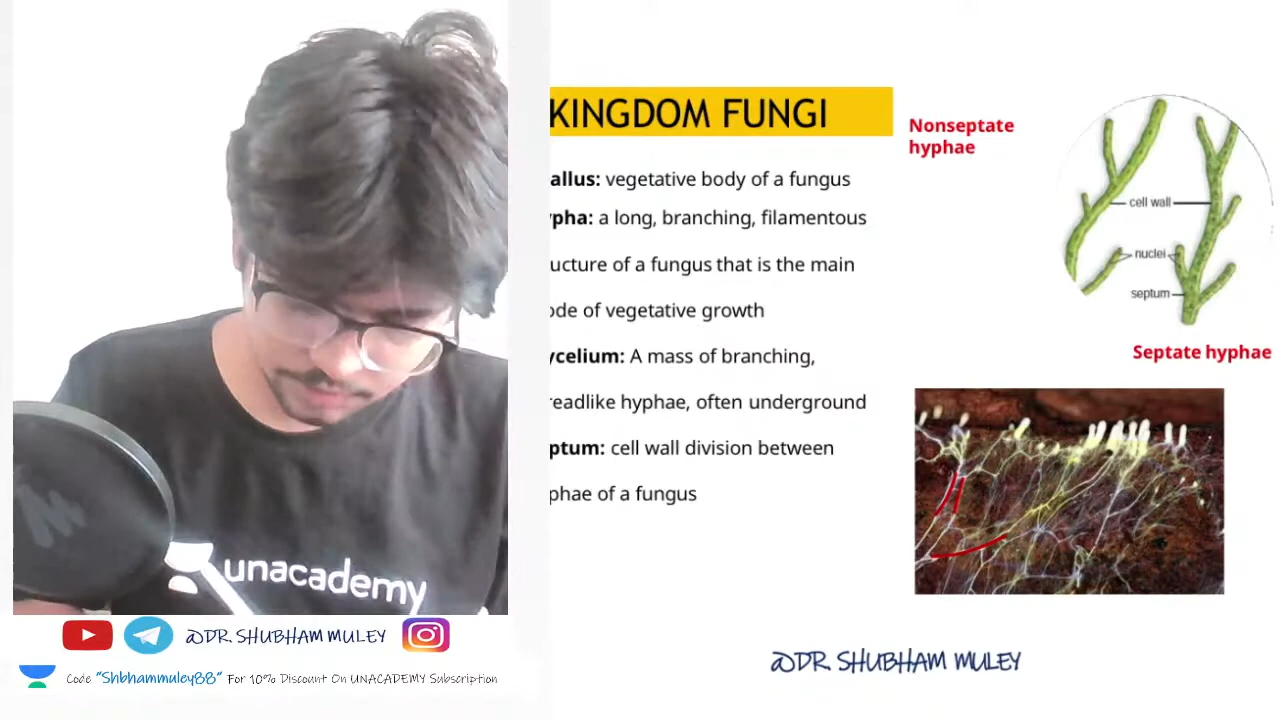 KINGDOM FUNGI
allus: vegetative body of a fungus
ypha: a long, branching, filamentous
ucture of a fungus that is the main
ode of vegetative growth
ycelium: A mass of branching,
readlike hyphae, often underground
ptum: cell wall division between
phae of a fungus
Nonseptate
hyphae
cell wall
nuclei
septum
Septate hyphae
unacademy
@DR. SHUBHAM MULEY
Code "Shbhammuley88" For 10% Discount On UNACADEMY Subscription
@DR. SHUBHAM MULEY